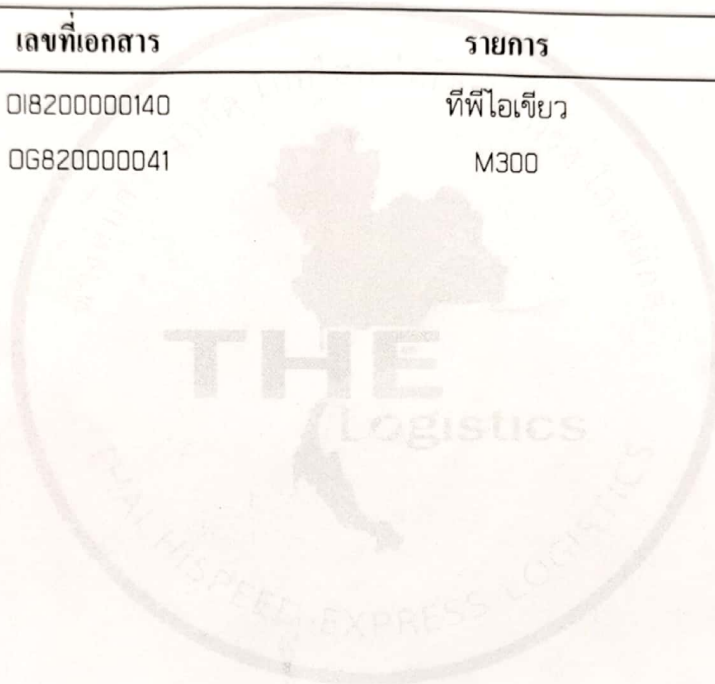 เลขที่เอกสาร รายการ
OI8200000140 ทีพีไอเขียว
OG820000041 M300
THE
Logistics
THAI HISPEED EXPRESS LOGISTICS